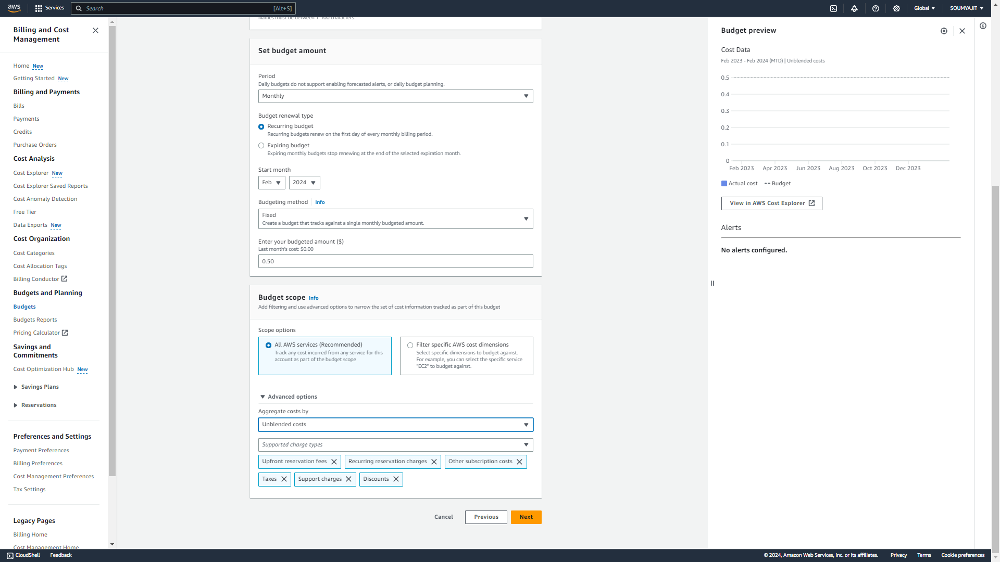 aws
Services
Search
[Alt+S]
Global
SOUMYAJIT
Billing and Cost
Management
Home New
Getting Started New
Billing and Payments
Bills
Payments
Credits
Purchase Orders
Cost Analysis
Cost Explorer New
Cost Explorer Saved Reports
Cost Anomaly Detection
Free Tier
Data Exports New
Cost Organization
Cost Categories
Cost Allocation Tags
Billing Conductor
Budgets and Planning
Budgets
Budgets Reports
Pricing Calculator
Savings and
Commitments
Cost Optimization Hub New
Savings Plans
Reservations
Preferences and Settings
Payment Preferences
Billing Preferences
Cost Management Preferences
Tax Settings
Legacy Pages
Billing Home
Cost Management Home
Names must be between 1-100 characters.
Set budget amount
Period
Daily budgets do not support enabling forecasted alerts, or daily budget planning.
Monthly
Budget renewal type
Recurring budget
Recurring budgets renew on the first day of every monthly billing period.
Expiring budget
Expiring monthly budgets stop renewing at the end of the selected expiration month.
Start month
Feb 2024
Budgeting method Info
Fixed
Create a budget that tracks against a single monthly budgeted amount.
Enter your budgeted amount ($)
Last month's cost: $0.00
0.50
Budget scope Info
Add filtering and use advanced options to narrow the set of cost information tracked as part of this budget
Scope options
All AWS services (Recommended)
Track any cost incurred from any service for this
account as part of the budget scope
Filter specific AWS cost dimensions
Select specific dimensions to budget against.
For example, you can select the specific service
"EC2" to budget against.
Advanced options
Aggregate costs by
Unblended costs
Supported charge types
Upfront reservation fees
Recurring reservation charges
Other subscription costs
Taxes
Support charges
Discounts
Cancel
Previous
Next
Budget preview
Cost Data
Feb 2023 - Feb 2024 (MTD) | Unblended costs
0.5
0.4
0.3
0.2
0.1
0
Feb 2023 Apr 2023 Jun 2023 Aug 2023 Oct 2023 Dec 2023
Actual cost Budget
View in AWS Cost Explorer
Alerts
No alerts configured.
CloudShell
Feedback
© 2024, Amazon Web Services, Inc. or its affiliates.
Privacy
Terms
Cookie preferences